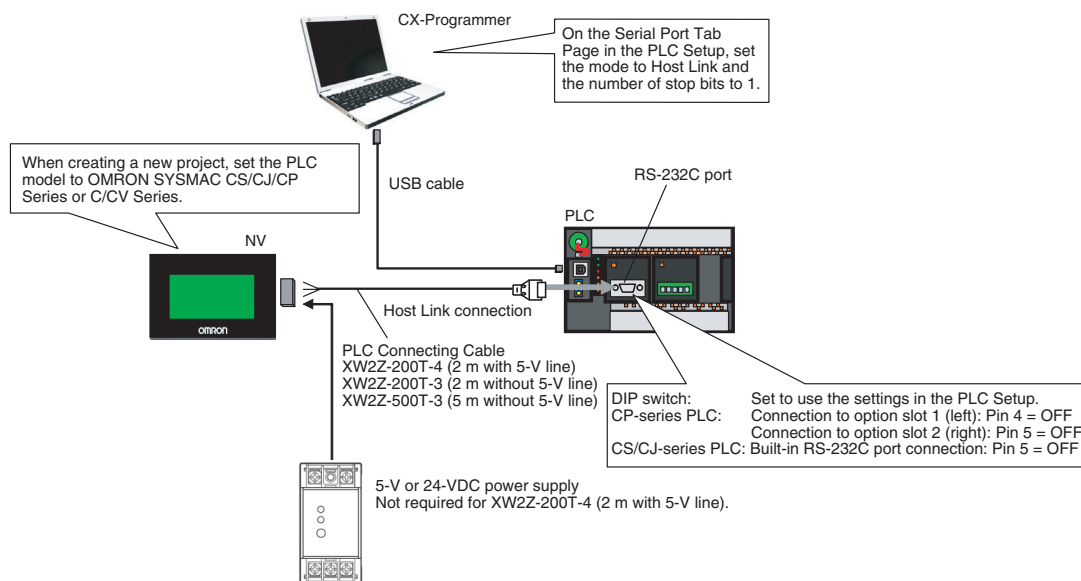 CX-Programmer
On the Serial Port Tab
Page in the PLC Setup, set
the mode to Host Link and
the number of stop bits to 1.
When creating a new project, set the PLC
model to OMRON SYSMAC CS/CJ/CP
Series or C/CV Series.
USB cable
RS-232C port
PLC
NV
OMRON
Host Link connection
PLC Connecting Cable
XW2Z-200T-4 (2 m with 5-V line)
XW2Z-200T-3 (2 m without 5-V line)
XW2Z-500T-3 (5 m without 5-V line)
DIP switch: Set to use the settings in the PLC Setup.
CP-series PLC: Connection to option slot 1 (left): Pin 4 = OFF
Connection to option slot 2 (right): Pin 5 = OFF
CS/CJ-series PLC: Built-in RS-232C port connection: Pin 5 = OFF
5-V or 24-VDC power supply
Not required for XW2Z-200T-4 (2 m with 5-V line).